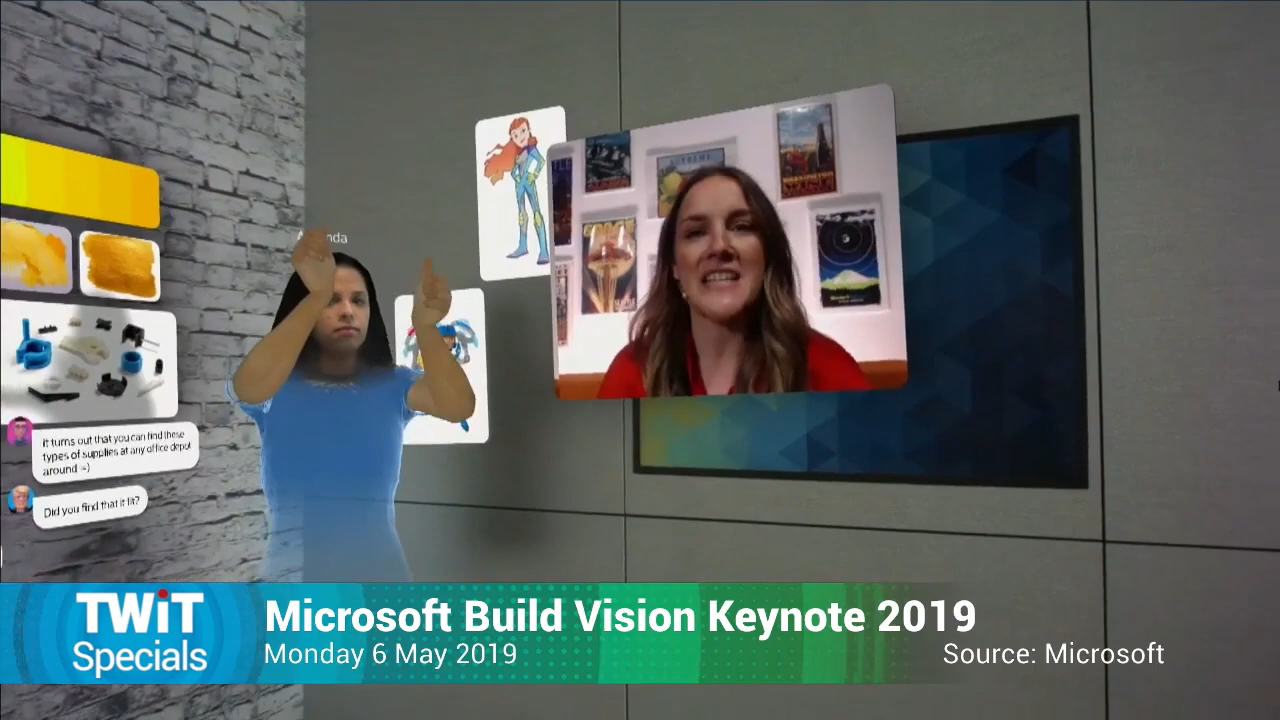 It turns out that you can find these
types of supplies at any office depot
around :=)
Did you find that it fit?
TWiT
Specials
Microsoft Build Vision Keynote 2019
Monday 6 May 2019
Source: Microsoft